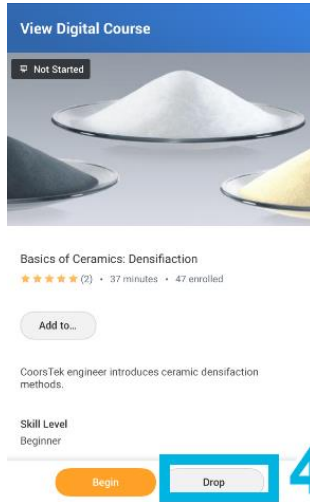 View Digital Course
Not Started
Basics of Ceramics: Densifiaction
(2) • 37 minutes • 47 enrolled
Add to...
CoorsTek engineer introduces ceramic densifaction
methods.
Skill Level
Beginner
Begin
Drop
4